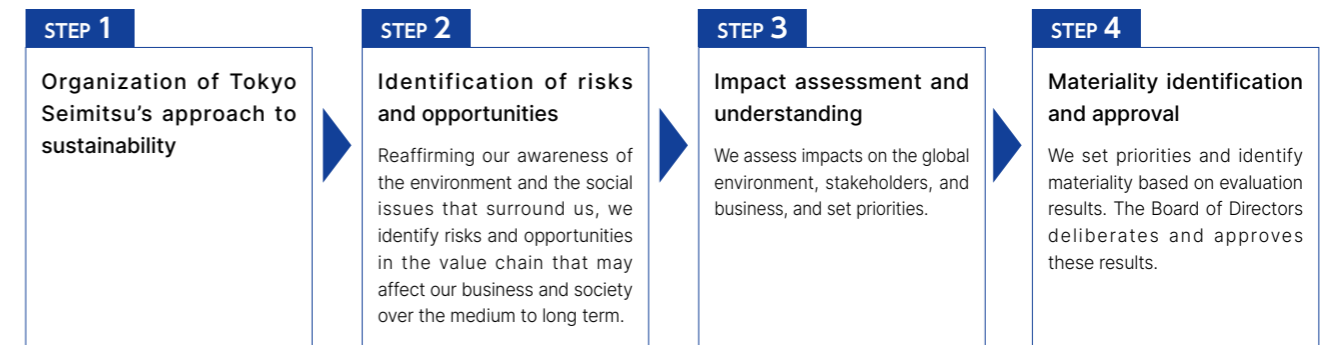 STEP 1
Organization of Tokyo
Seimitsu's approach to
sustainability
STEP 2
Identification of risks
and opportunities
Reaffirming our awareness of
the environment and the social
issues that surround us, we
identify risks and opportunities
in the value chain that may
affect our business and society
over the medium to long term.
STEP 3
Impact assessment and
understanding
We assess impacts on the global
environment, stakeholders, and
business, and set priorities.
STEP 4
Materiality identification
and approval
We set priorities and identify
materiality based on evaluation
results. The Board of Directors
deliberates and approves
these results.